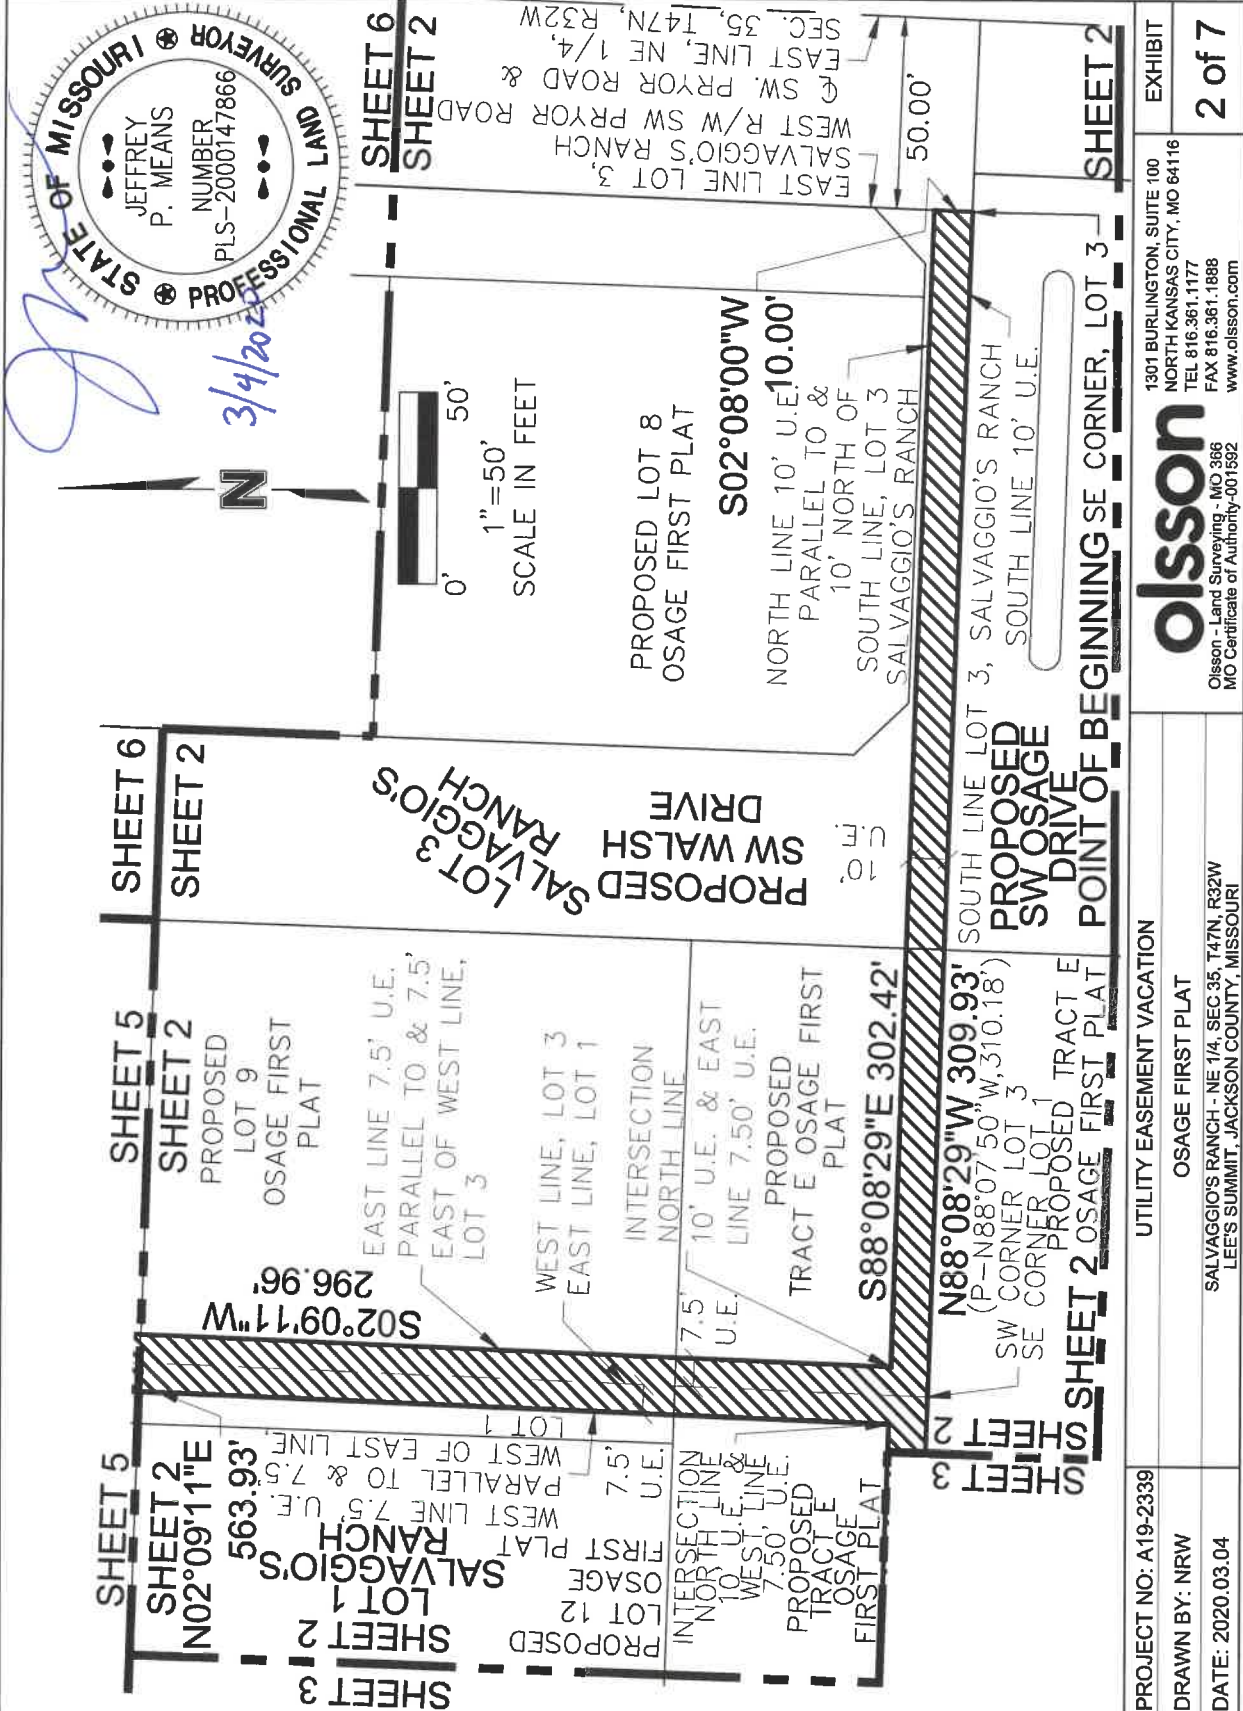 SHEET 5
SHEET 2
N02°09'11"E
563.93'
SHEET 5
SHEET 2
PROPOSED
LOT 9
OSAGE FIRST
PLAT
SHEET 6
SHEET 2
STATE OF MISSOURI
PROFESSIONAL LAND SURVEYOR
JEFFREY
P. MEANS
NUMBER
PLS-2000147866
3/4/2020
SHEET 6
SHEET 2
N
0' 50'
1"=50'
SCALE IN FEET
S02°09'11"W
296.96'
EAST LINE 7.5' U.E.
PARALLEL TO & 7.5'
EAST OF WEST LINE,
LOT 3
WEST LINE, LOT 3
EAST LINE, LOT 1
INTERSECTION
NORTH LINE
10' U.E. & EAST
LINE 7.50' U.E.
7.5'
U.E.
PROPOSED
TRACT E OSAGE FIRST
PLAT
LOT 3
SALVAGGIO'S
RANCH
PROPOSED
SW WALSH
DRIVE
10'
U.E.
PROPOSED LOT 8
OSAGE FIRST PLAT
S02°08'00"W
10.00'
NORTH LINE 10' U.E.
PARALLEL TO &
10' NORTH OF
SOUTH LINE, LOT 3
SALVAGGIO'S RANCH
EAST LINE LOT 3,
SALVAGGIO'S RANCH
WEST R/W SW PRYOR ROAD
℄ SW. PRYOR ROAD &
EAST LINE, NE 1/4,
SEC. 35, T47N, R32W
50.00'
SHEET 3
SHEET 2
LOT 1
SALVAGGIO'S
RANCH
WEST LINE 7.5' U.E.
PARALLEL TO & 7.5'
WEST OF EAST LINE,
LOT 1
PROPOSED
LOT 12
OSAGE
FIRST PLAT
7.5'
U.E.
INTERSECTION
NORTH LINE
10' U.E. &
WEST LINE
7.50' U.E.
PROPOSED
TRACT E
OSAGE
FIRST PLAT
SHEET 3
SHEET 2
S88°08'29"E 302.42'
N88°08'29"W 309.93'
(P-N88°07'50"W,310.18')
SW CORNER LOT 3
SE CORNER LOT 1
PROPOSED TRACT E
OSAGE FIRST PLAT
SHEET 2
SOUTH LINE LOT 3, SALVAGGIO'S RANCH
SOUTH LINE 10' U.E.
PROPOSED
SW OSAGE
DRIVE
POINT OF BEGINNING SE CORNER, LOT 3
SHEET 2
PROJECT NO: A19-2339
DRAWN BY: NRW
DATE: 2020.03.04
UTILITY EASEMENT VACATION
OSAGE FIRST PLAT
SALVAGGIO'S RANCH - NE 1/4, SEC 35, T47N, R32W
LEE'S SUMMIT, JACKSON COUNTY, MISSOURI
olsson
Olsson - Land Surveying - MO 366
MO Certificate of Authority-001592
1301 BURLINGTON, SUITE 100
NORTH KANSAS CITY, MO 64116
TEL 816.361.1177
FAX 816.361.1888
www.olsson.com
EXHIBIT
2 of 7